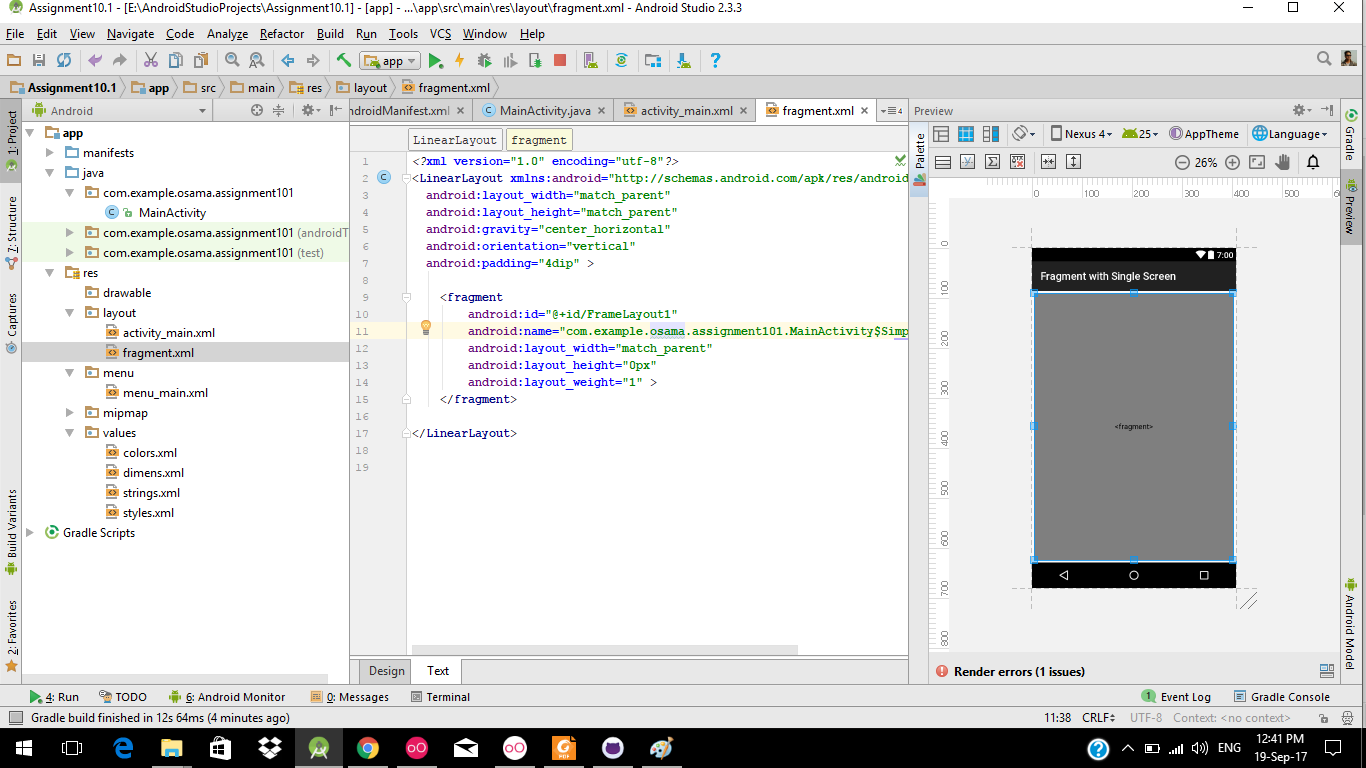 Assignment10.1 - [E:\AndroidStudioProjects\Assignment10.1] - [app] - ...\app\src\main\res\layout\fragment.xml - Android Studio 2.3.3
File Edit View Navigate Code Analyze Refactor Build Run Tools VCS Window Help
app
Assignment10.1 app src main res layout fragment.xml
Android
ndroidManifest.xml MainActivity.java activity_main.xml fragment.xml 4
Preview
1: Project
7: Structure
Captures
Build Variants
2: Favorites
app
manifests
java
com.example.osama.assignment101
MainActivity
com.example.osama.assignment101 (androidT
com.example.osama.assignment101 (test)
res
drawable
layout
activity_main.xml
fragment.xml
menu
menu_main.xml
mipmap
values
colors.xml
dimens.xml
strings.xml
styles.xml
Gradle Scripts
LinearLayout fragment
1 <?xml version="1.0" encoding="utf-8"?>
2 <LinearLayout xmlns:android="http://schemas.android.com/apk/res/android
3 android:layout_width="match_parent"
4 android:layout_height="match_parent"
5 android:gravity="center_horizontal"
6 android:orientation="vertical"
7 android:padding="4dip" >
8
9 <fragment
10 android:id="@+id/FrameLayout1"
11 android:name="com.example.osama.assignment101.MainActivity$Simp
12 android:layout_width="match_parent"
13 android:layout_height="0px"
14 android:layout_weight="1" >
15 </fragment>
16
17 </LinearLayout>
18
19
Design Text
Palette
Nexus 4 25 AppTheme Language
26%
0 100 200 300 400 500
0
100
200
300
400
500
600
700
800
7:00
Fragment with Single Screen
<fragment>
Render errors (1 issues)
Gradle
Preview
Android Model
4: Run TODO 6: Android Monitor 0: Messages Terminal 1 Event Log Gradle Console
Gradle build finished in 12s 64ms (4 minutes ago) 11:38 CRLF UTF-8 Context: <no context>
PDF
ENG
12:41 PM
19-Sep-17